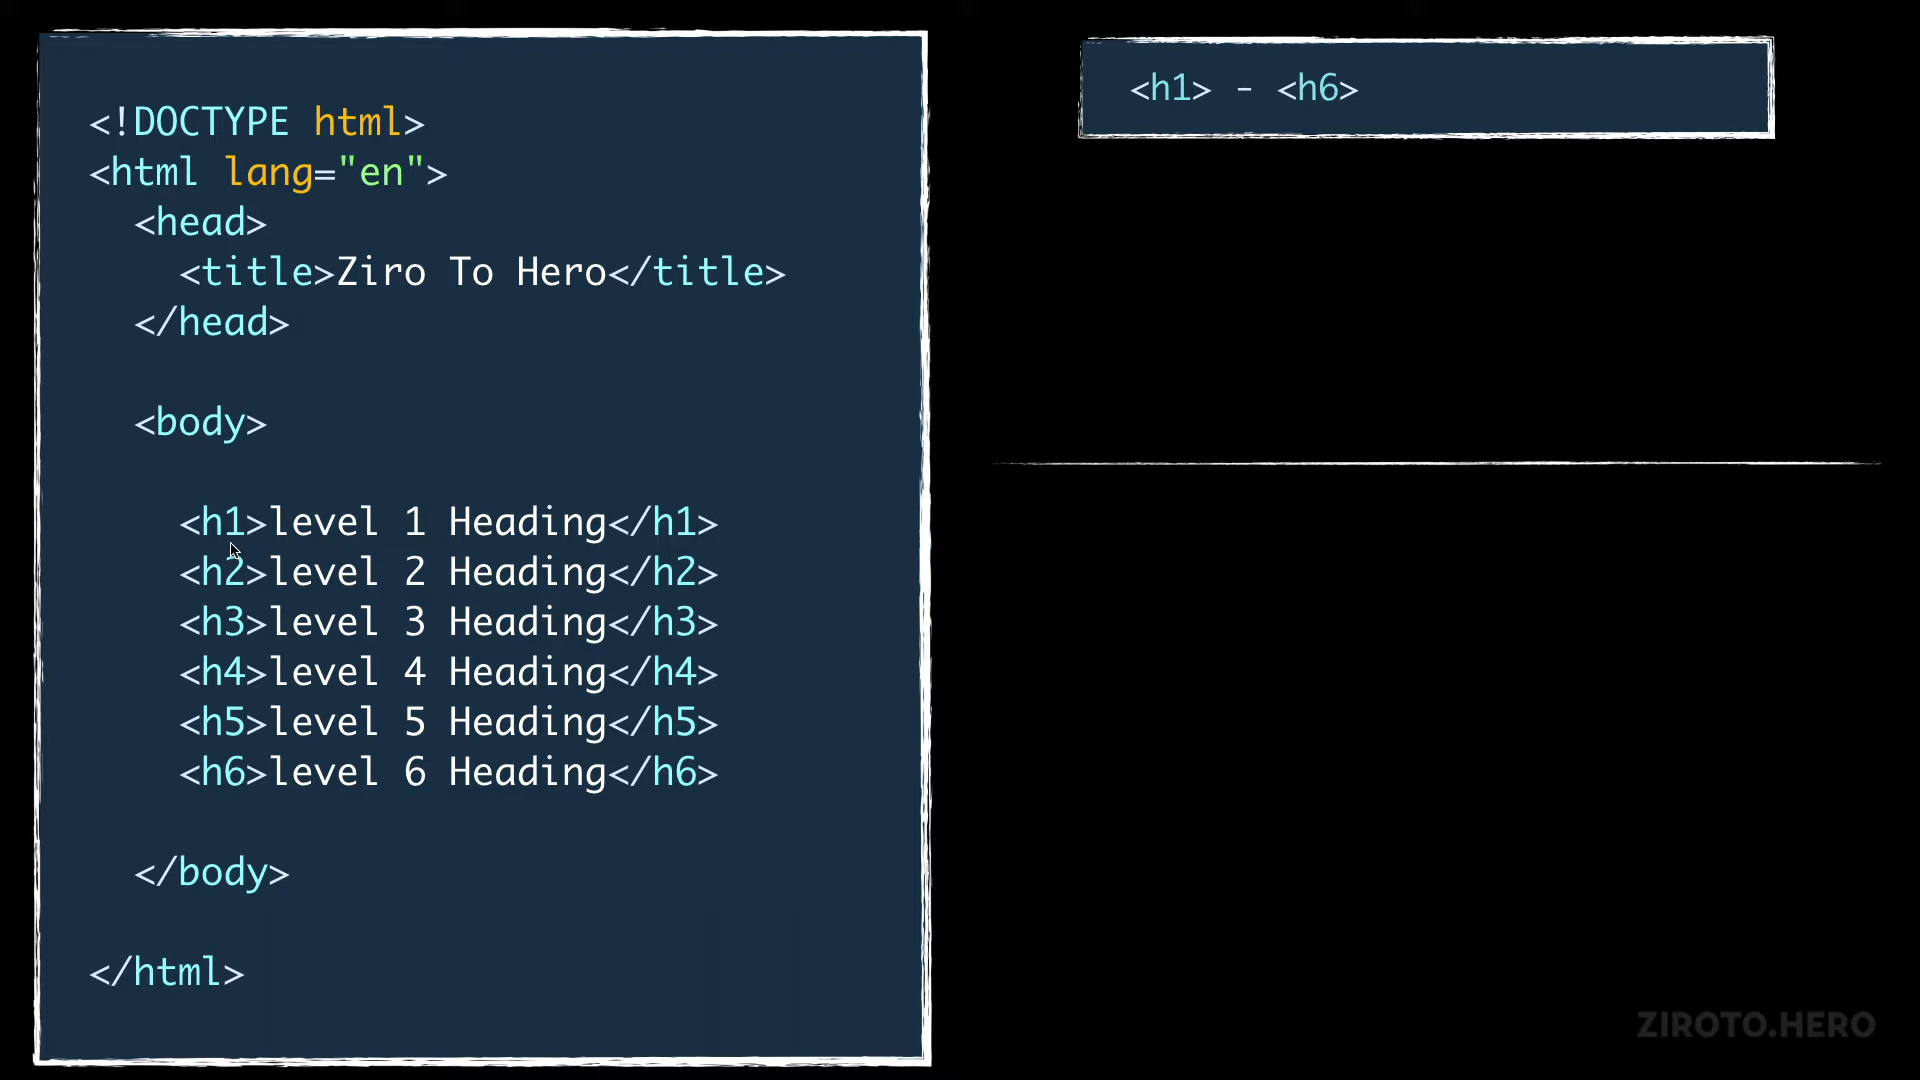 <!DOCTYPE html>
<html lang="en">
<head>
<title>Ziro To Hero</title>
</head>
<body>
<h1>level 1 Heading</h1>
<h2>level 2 Heading</h2>
<h3>level 3 Heading</h3>
<h4>level 4 Heading</h4>
<h5>level 5 Heading</h5>
<h6>level 6 Heading</h6>
</body>
</html>
<h1> - <h6>
ZIROTO.HERO